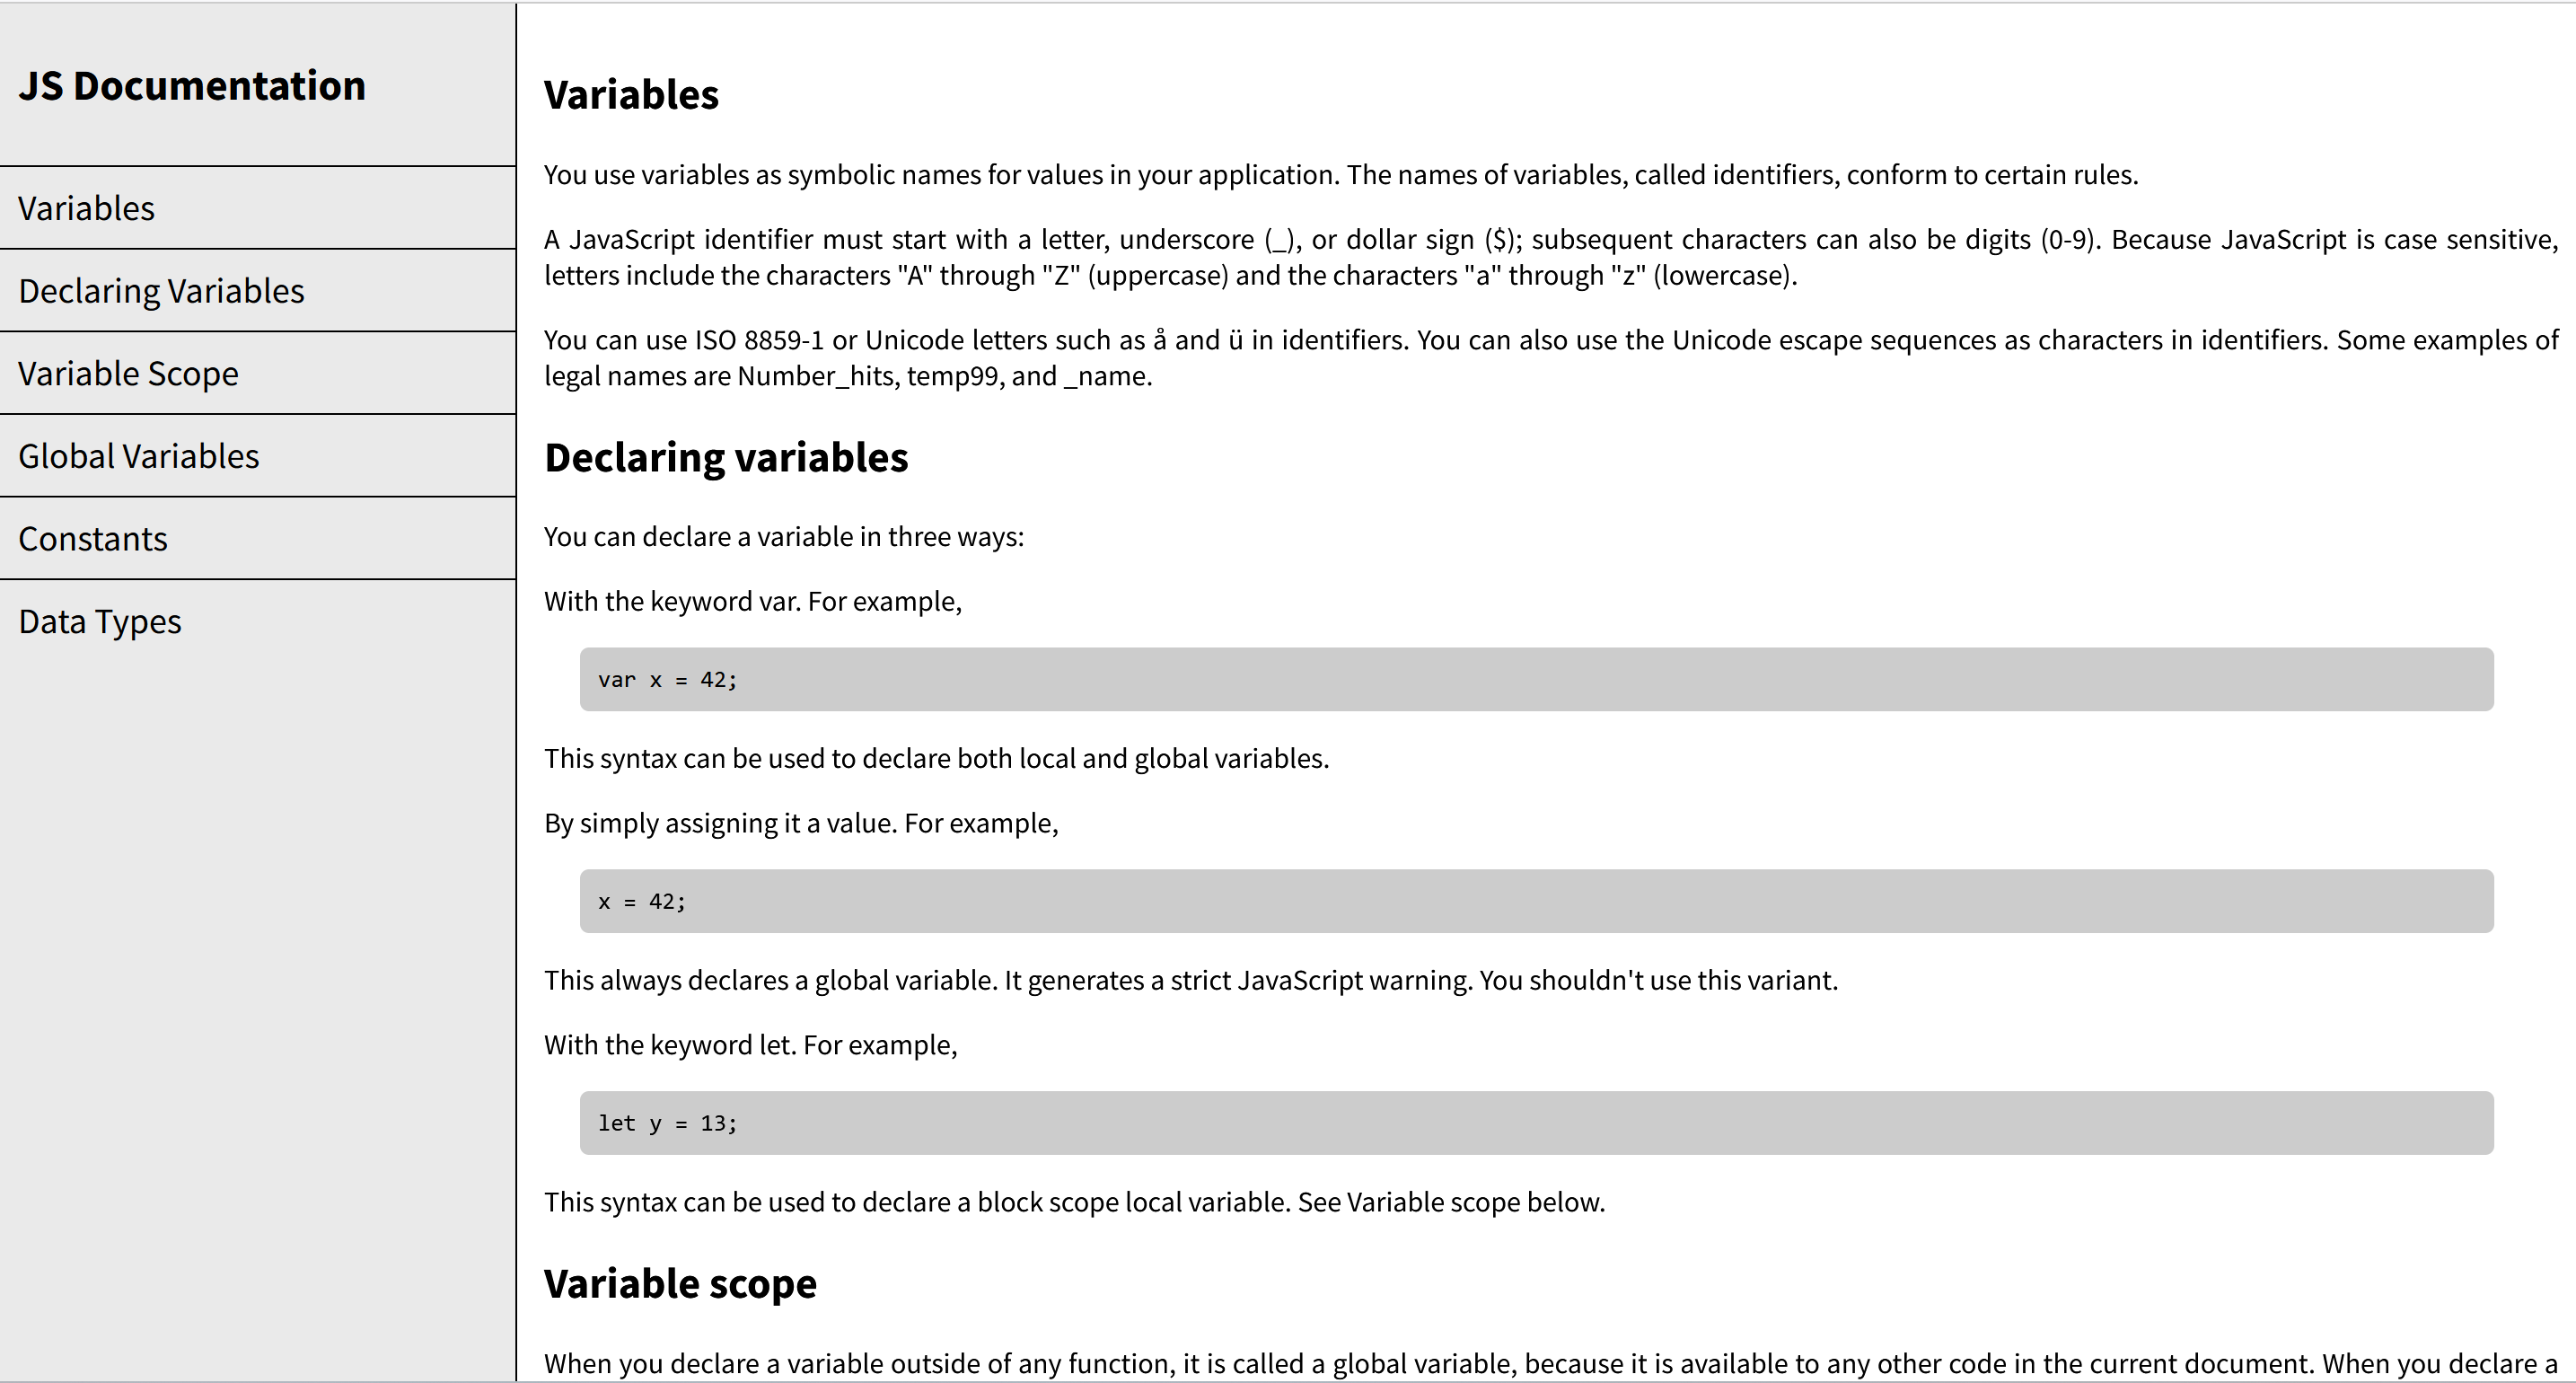 JS Documentation
Variables
Declaring Variables
Variable Scope
Global Variables
Constants
Data Types
Variables
You use variables as symbolic names for values in your application. The names of variables, called identifiers, conform to certain rules.
A JavaScript identifier must start with a letter, underscore (_), or dollar sign ($); subsequent characters can also be digits (0-9). Because JavaScript is case sensitive,
letters include the characters "A" through "Z" (uppercase) and the characters "a" through "z" (lowercase).
You can use ISO 8859-1 or Unicode letters such as å and ü in identifiers. You can also use the Unicode escape sequences as characters in identifiers. Some examples of
legal names are Number_hits, temp99, and _name.
Declaring variables
You can declare a variable in three ways:
With the keyword var. For example,
var x = 42;
This syntax can be used to declare both local and global variables.
By simply assigning it a value. For example,
x = 42;
This always declares a global variable. It generates a strict JavaScript warning. You shouldn't use this variant.
With the keyword let. For example,
let y = 13;
This syntax can be used to declare a block scope local variable. See Variable scope below.
Variable scope
When you declare a variable outside of any function, it is called a global variable, because it is available to any other code in the current document. When you declare a